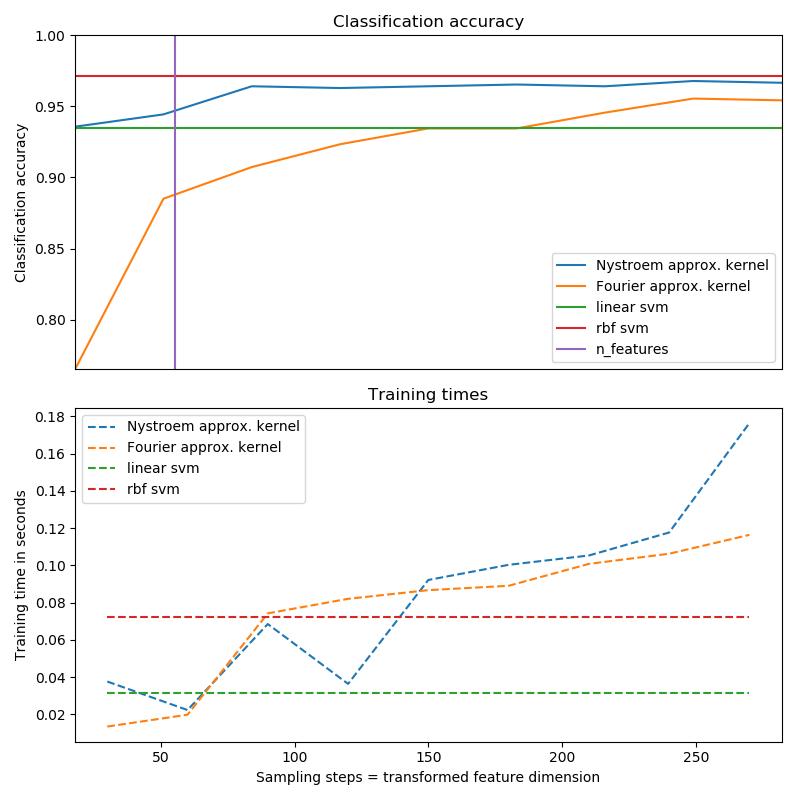 Classification accuracy
1.00
0.95
0.90
0.85
0.80
Classification accuracy
Nystroem approx. kernel
Fourier approx. kernel
linear svm
rbf svm
n_features
Training times
0.18
0.16
0.14
0.12
0.10
0.08
0.06
0.04
0.02
Training time in seconds
Nystroem approx. kernel
Fourier approx. kernel
linear svm
rbf svm
50 100 150 200 250
Sampling steps = transformed feature dimension